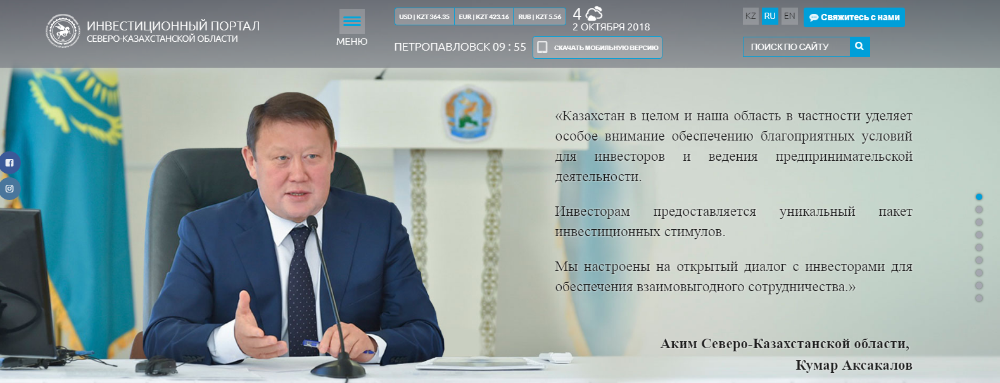 ИНВЕСТИЦИОННЫЙ ПОРТАЛ
СЕВЕРО-КАЗАХСТАНСКОЙ ОБЛАСТИ
МЕНЮ
USD | KZT 364.35 EUR | KZT 423.16 RUB | KZT 5.56
4
2 ОКТЯБРЯ 2018
ПЕТРОПАВЛОВСК 09 : 55
СКАЧАТЬ МОБИЛЬНУЮ ВЕРСИЮ
KZ RU EN
Свяжитесь с нами
ПОИСК ПО САЙТУ
«Казахстан в целом и наша область в частности уделяет
особое внимание обеспечению благоприятных условий
для инвесторов и ведения предпринимательской
деятельности.
Инвесторам предоставляется уникальный пакет
инвестиционных стимулов.
Мы настроены на открытый диалог с инвесторами для
обеспечения взаимовыгодного сотрудничества.»
Аким Северо-Казахстанской области,
Кумар Аксакалов